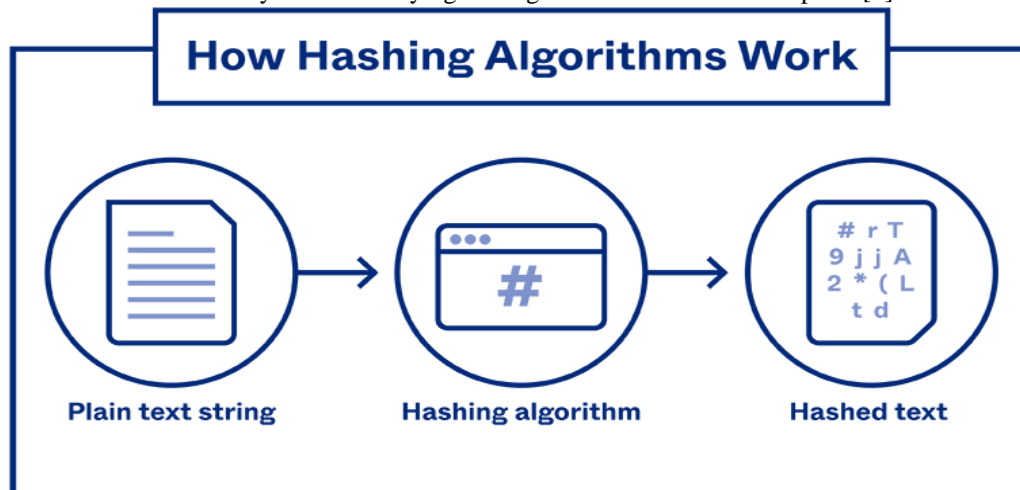 How Hashing Algorithms Work
#
# r T
9 j j A
2 * ( L
t d
Plain text string
Hashing algorithm
Hashed text